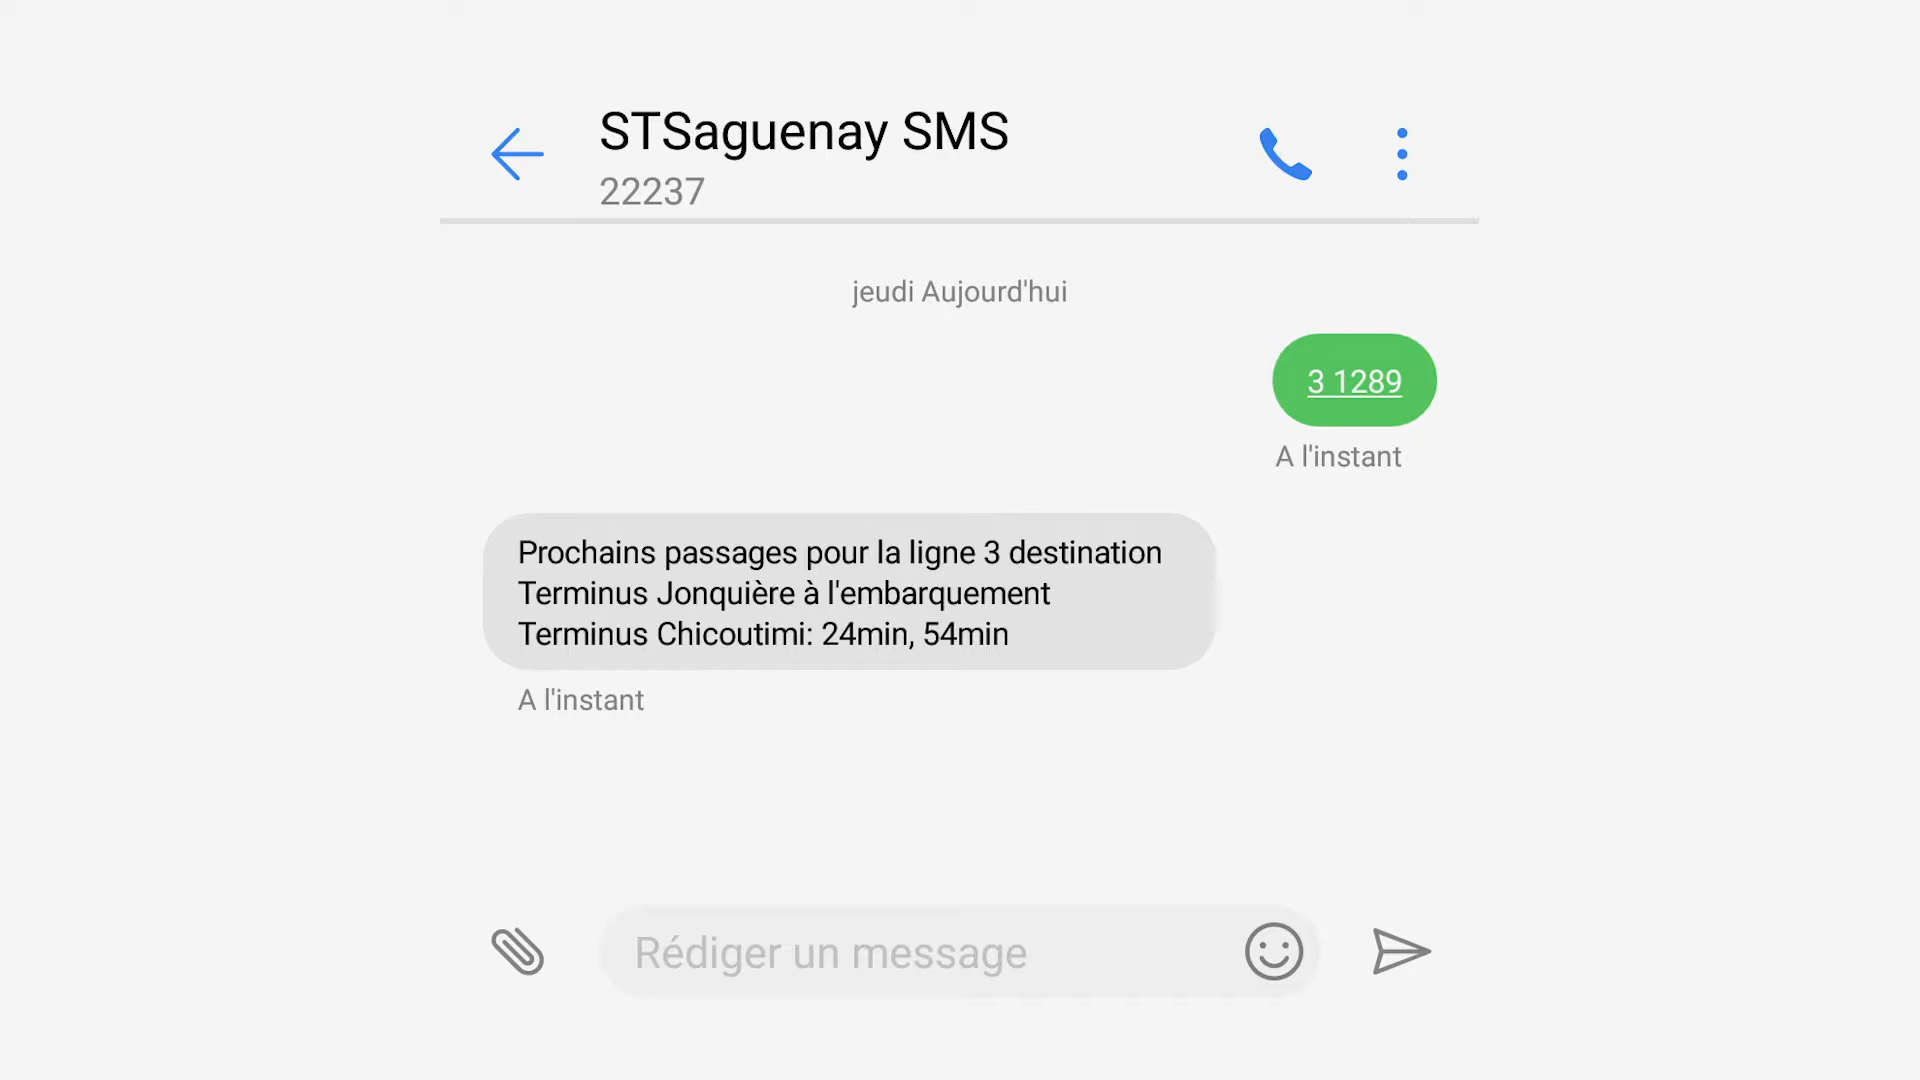 STSaguenay SMS
22237
jeudi Aujourd'hui
3 1289
A l'instant
Prochains passages pour la ligne 3 destination
Terminus Jonquière à l'embarquement
Terminus Chicoutimi: 24min, 54min
A l'instant
Rédiger un message